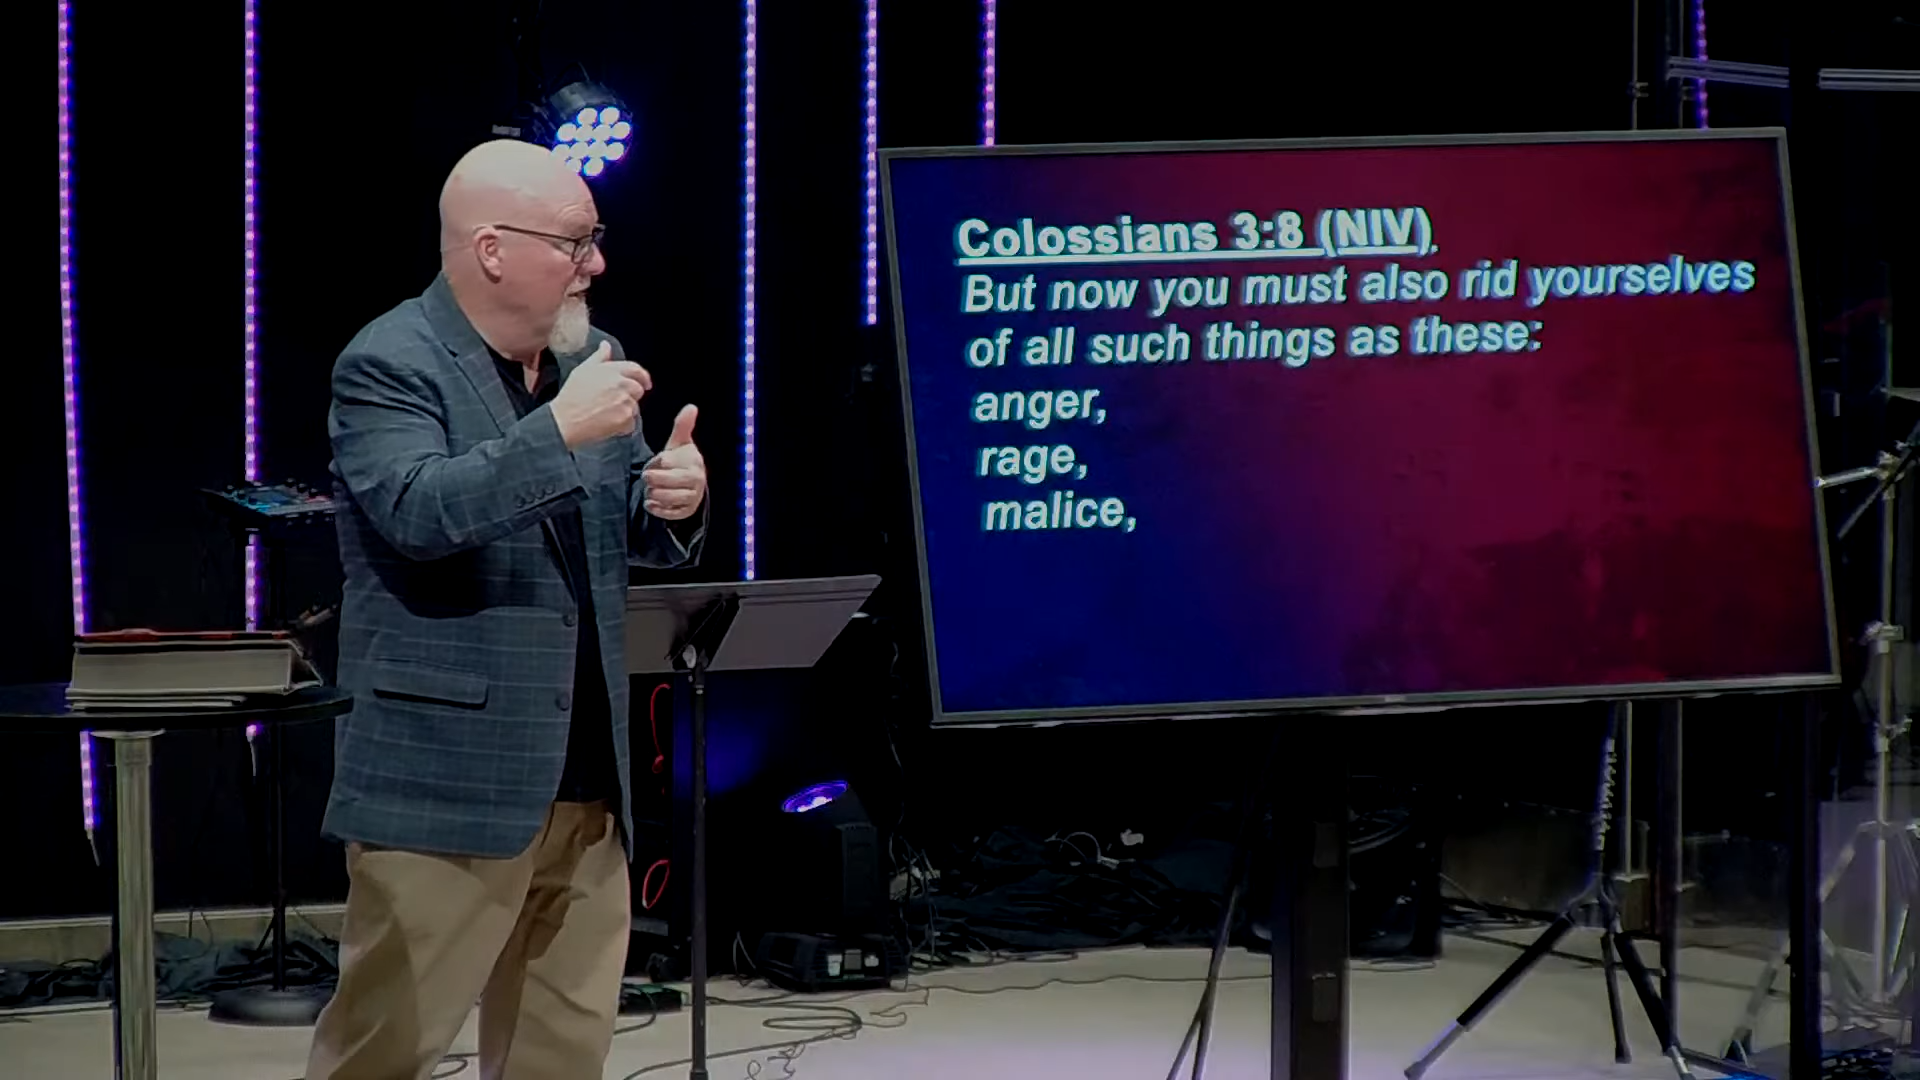 Colossians 3:8 (NIV).
But now you must also rid yourselves
of all such things as these:
anger,
rage,
malice,